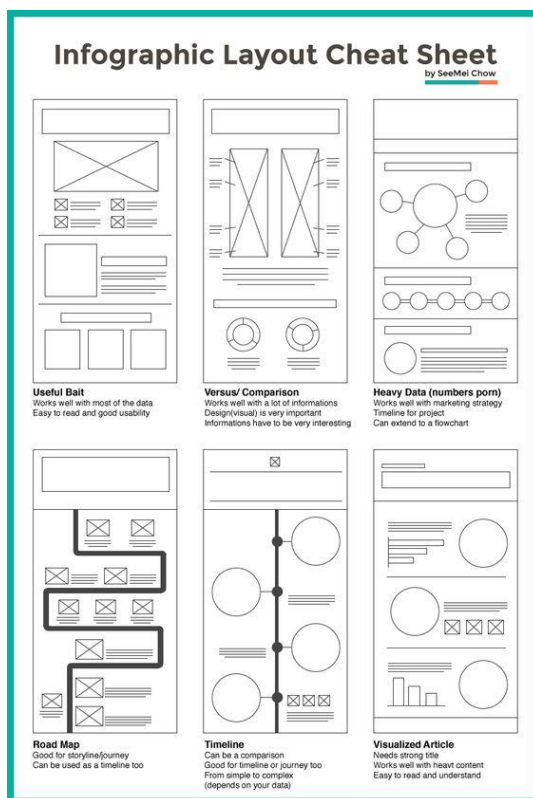 Infographic Layout Cheat Sheet
by SeeMei Chow
Useful Bait
Works well with most of the data
Easy to read and good usability
Versus/ Comparison
Works well with a lot of informations
Design(visual) is very important
Informations have to be very interesting
Heavy Data (numbers porn)
Works well with marketing strategy
Timeline for project
Can extend to a flowchart
Road Map
Good for storyline/journey
Can be used as a timeline too
Timeline
Can be a comparison
Good for timeline or journey too
From simple to complex
(depends on your data)
Visualized Article
Needs strong title
Works well with heavt content
Easy to read and understand